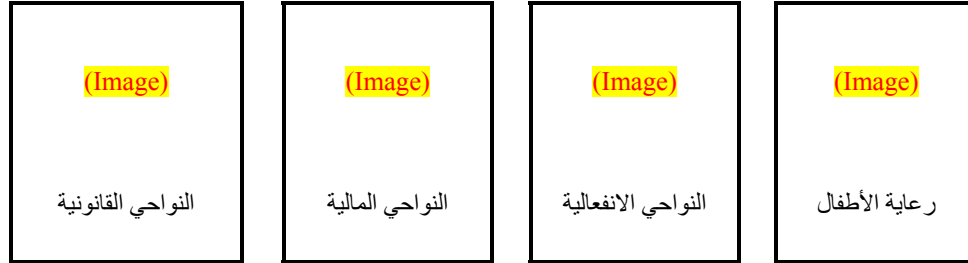 (Image)
(Image)
(Image)
(Image)
رعاية الأطفال
النواحي الانفعالية
النواحي المالية
النواحي القانونية